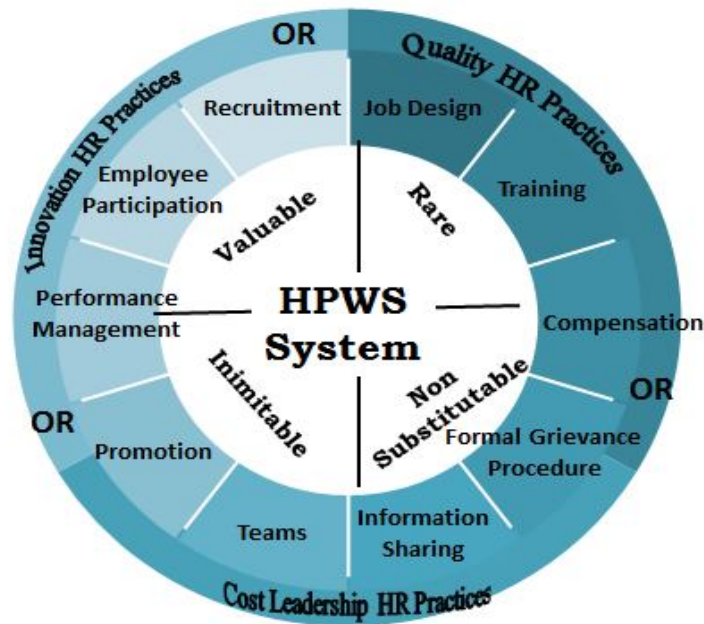 OR
Quality HR Practices
Innovation HR Practices
Recruitment
Job Design
Employee
Participation
Training
Valuable
Rare
Performance
Management
HPWS
System
Compensation
Inimitable
Non
Substitutable
OR
OR
Promotion
Formal Grievance
Procedure
Teams
Information
Sharing
Cost Leadership HR Practices